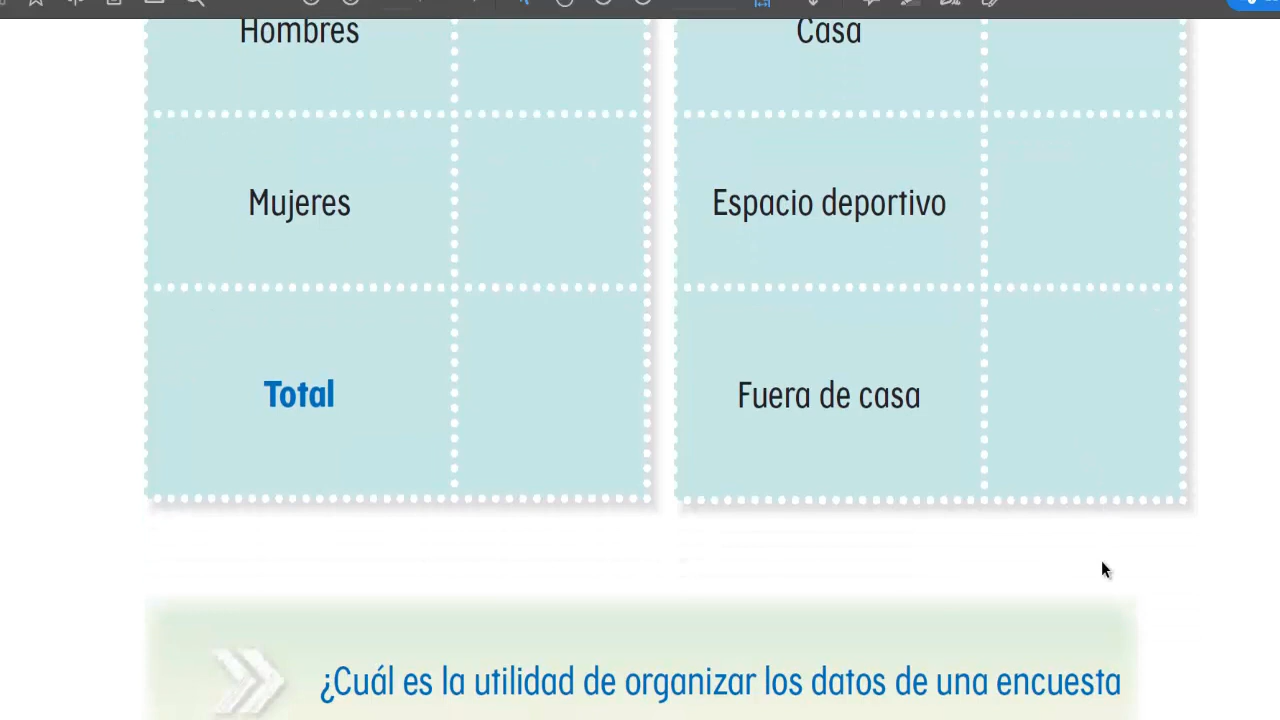 Hombres
Casa
Mujeres
Espacio deportivo
Total
Fuera de casa
¿Cuál es la utilidad de organizar los datos de una encuesta